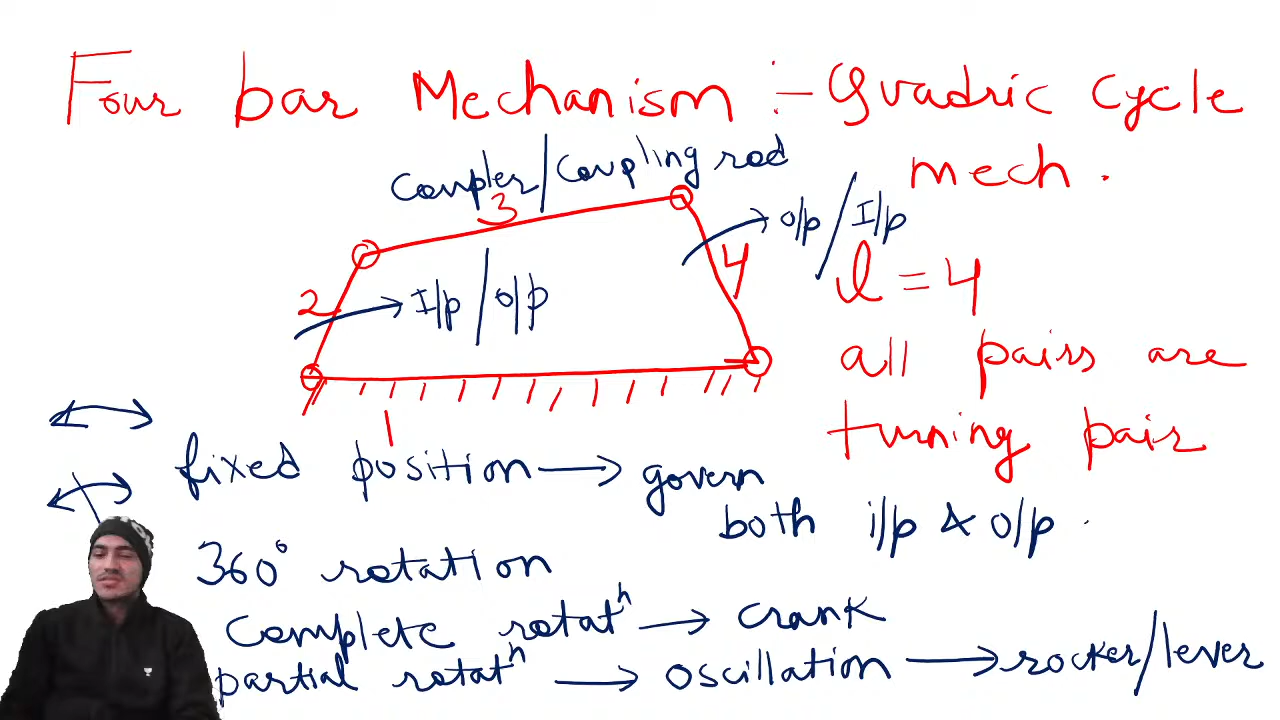 Four bar Mechanism :- Quadric cycle
mech.
coupler/coupling rod
3
o/p / I/p
2
I/p / o/p
4
l = 4
all pairs are
turning pair
1
fixed position → govern
both i/p & o/p.
360° rotation
Complete rotatⁿ → crank
partial rotatⁿ → oscillation → rocker/lever